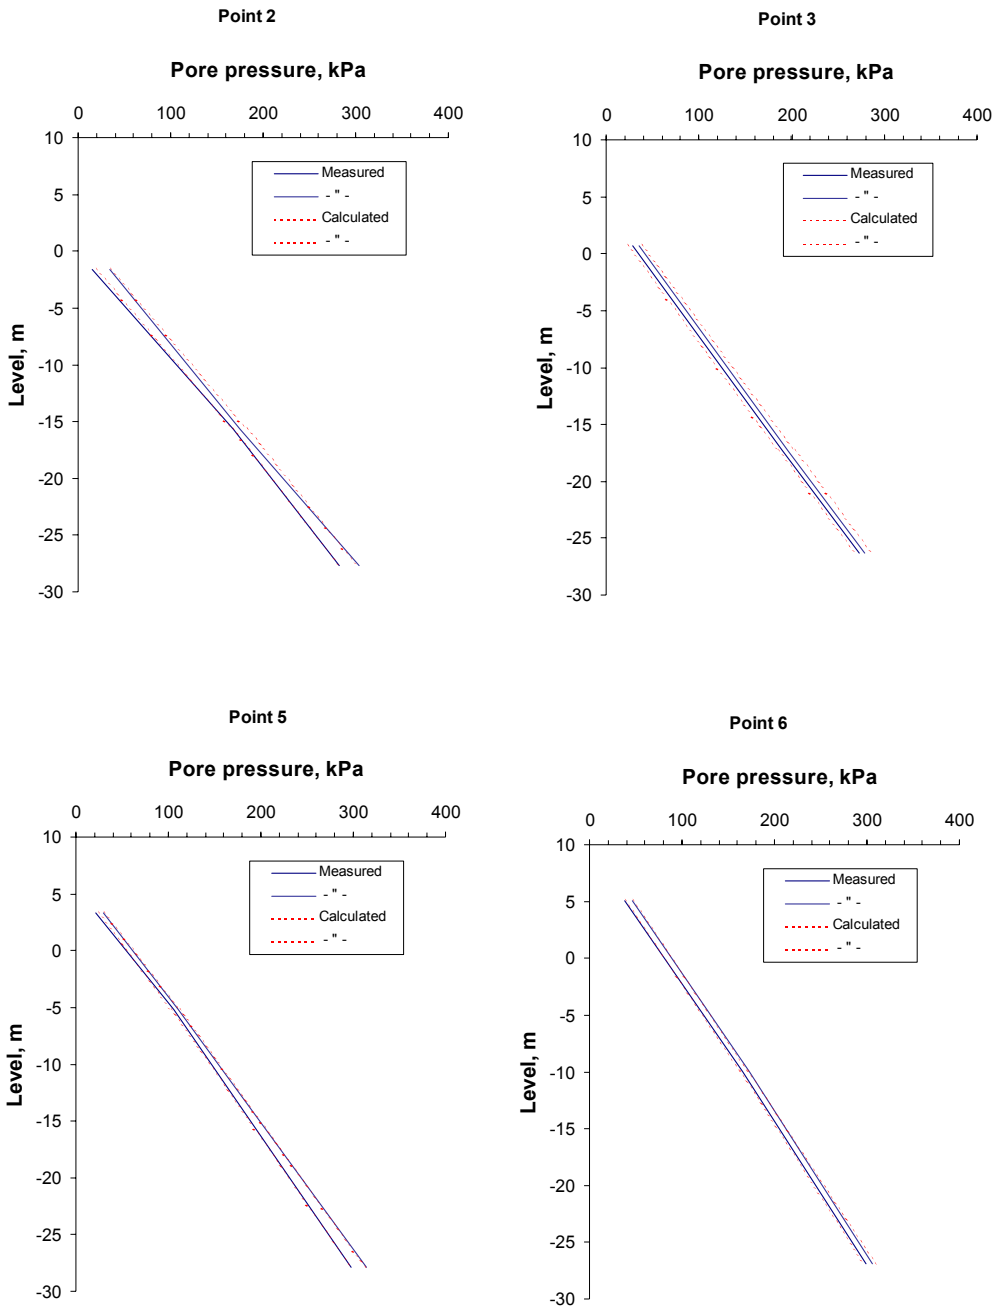 Point 2
Pore pressure, kPa
0 100 200 300 400
10
5
0
-5
-10
-15
-20
-25
-30
Level, m
Measured
- " -
Calculated
- " -
Point 3
Pore pressure, kPa
0 100 200 300 400
10
5
0
-5
-10
-15
-20
-25
-30
Level, m
Measured
- " -
Calculated
- " -
Point 5
Pore pressure, kPa
0 100 200 300 400
10
5
0
-5
-10
-15
-20
-25
-30
Level, m
Measured
- " -
Calculated
- " -
Point 6
Pore pressure, kPa
0 100 200 300 400
10
5
0
-5
-10
-15
-20
-25
-30
Level, m
Measured
- " -
Calculated
- " -